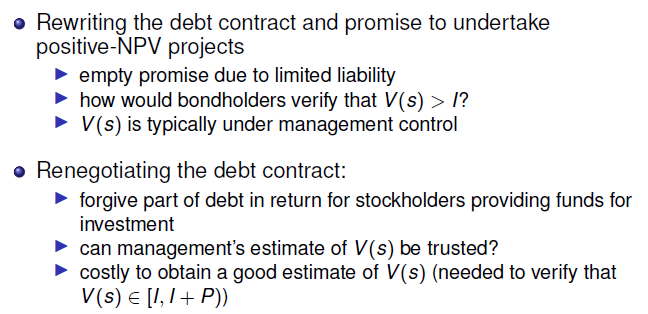 Rewriting the debt contract and promise to undertake
positive-NPV projects
empty promise due to limited liability
how would bondholders verify that V(s) > I?
V(s) is typically under management control
Renegotiating the debt contract:
forgive part of debt in return for stockholders providing funds for
investment
can management's estimate of V(s) be trusted?
costly to obtain a good estimate of V(s) (needed to verify that
V(s) ∈ [I, I + P))